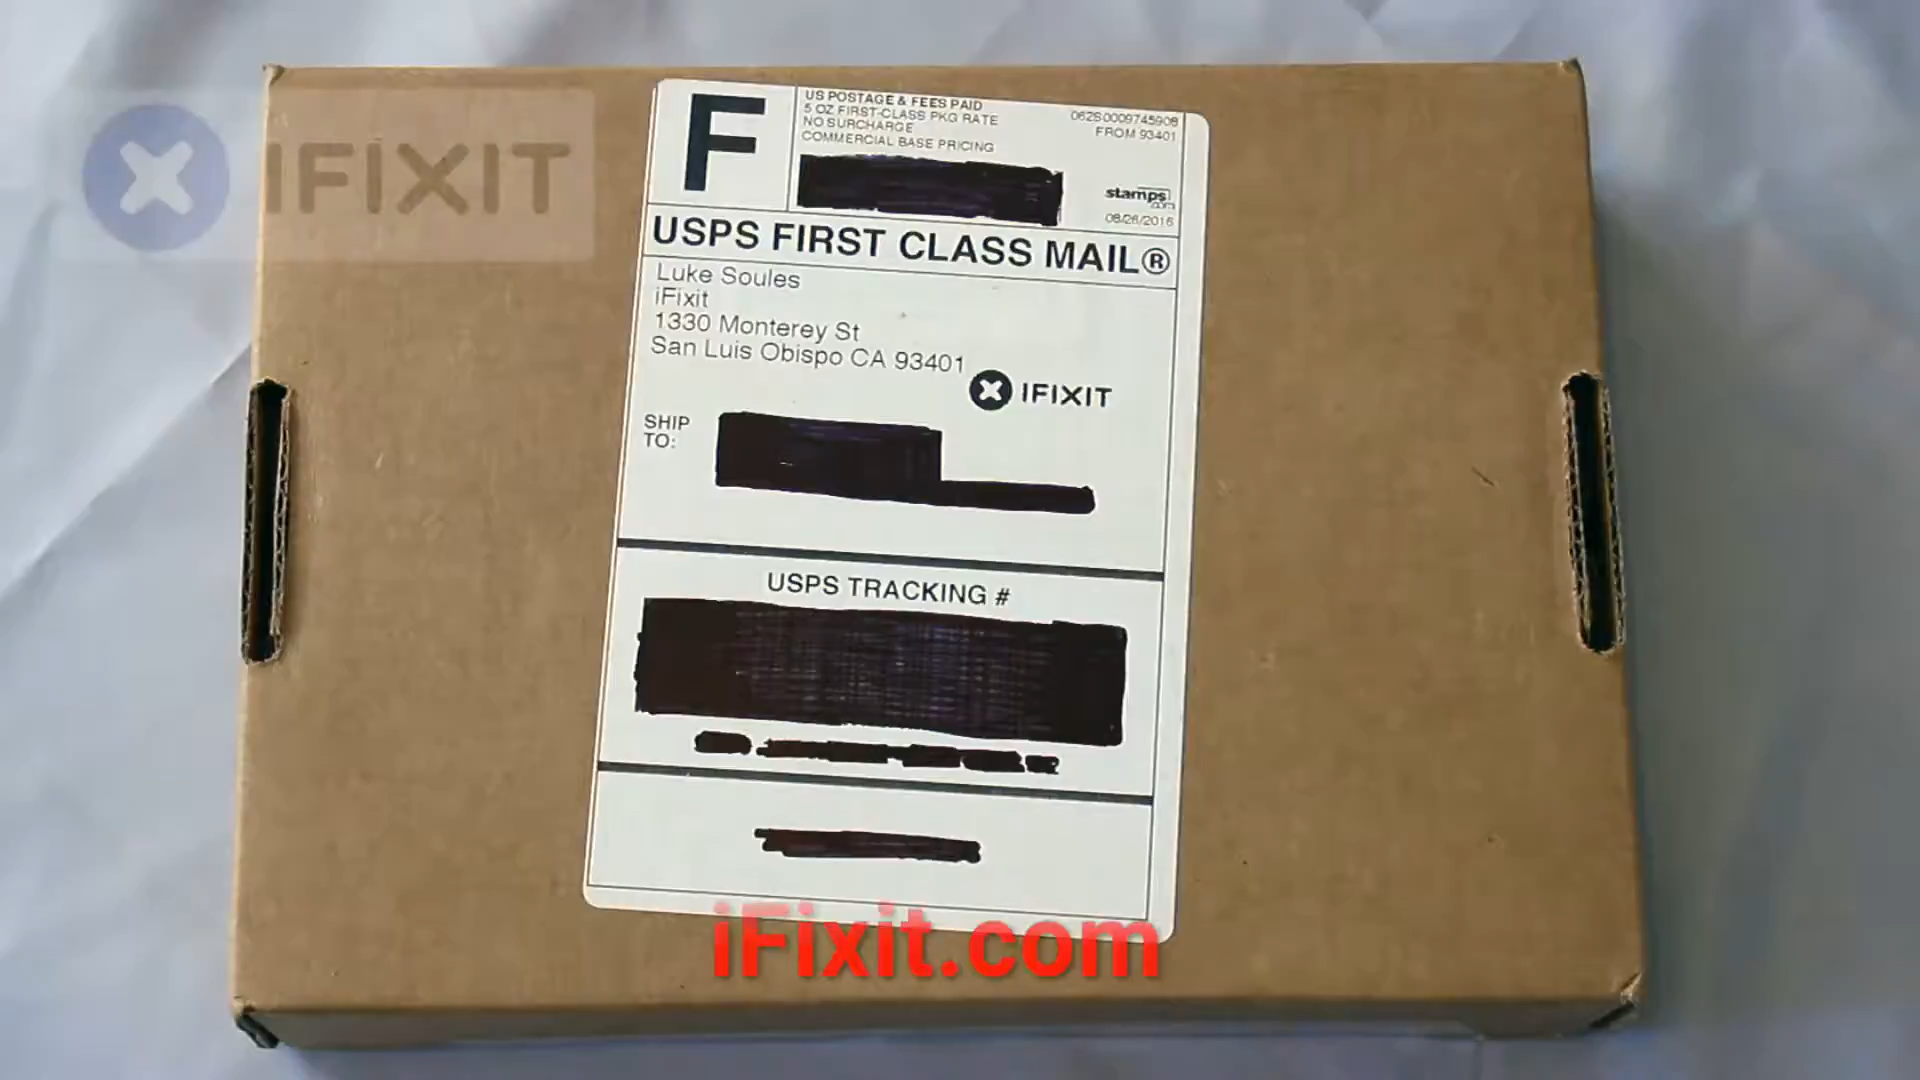 IFIXIT
F
US POSTAGE & FEES PAID
5 OZ FIRST-CLASS PKG RATE
NO SURCHARGE
COMMERCIAL BASE PRICING
062S0009745908
FROM 93401
stamps
.com
08/26/2016
USPS FIRST CLASS MAIL®
Luke Soules
iFixit
1330 Monterey St
San Luis Obispo CA 93401
IFIXIT
SHIP
TO:
USPS TRACKING #
iFixit.com